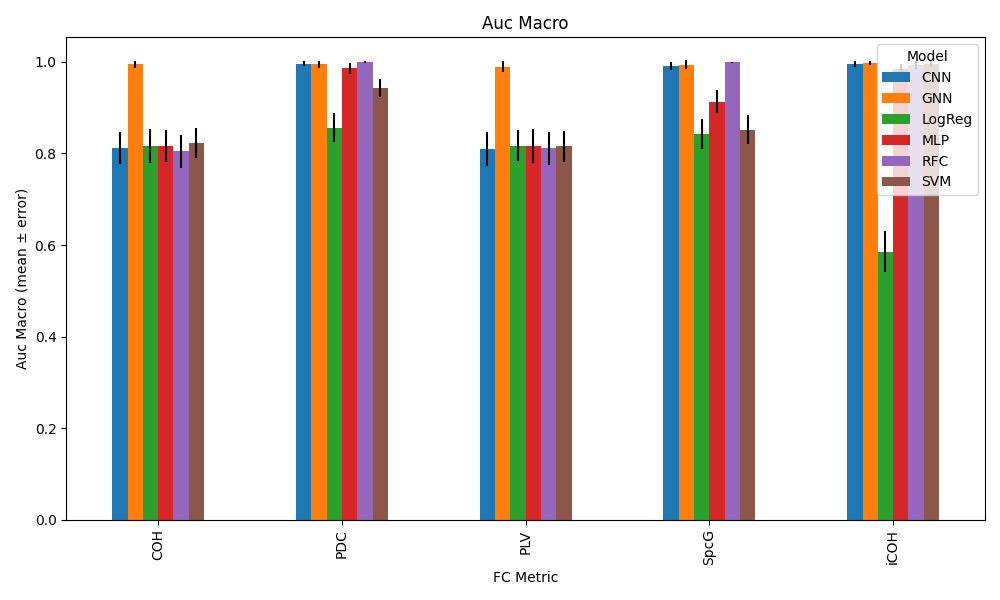 Auc Macro
Auc Macro (mean ± error)
1.0
0.8
0.6
0.4
0.2
0.0
Model
CNN
GNN
LogReg
MLP
RFC
SVM
COH
PDC
PLV
SpcG
iCOH
FC Metric